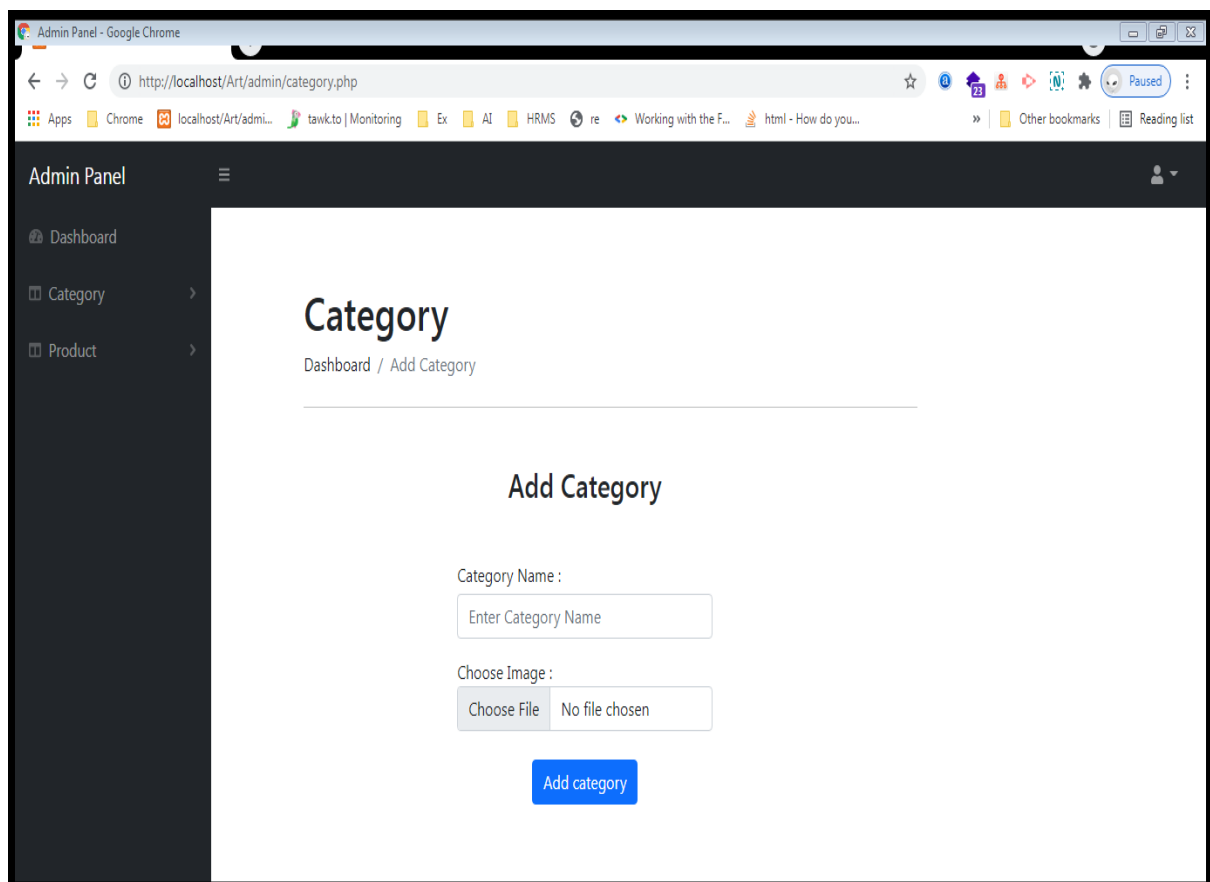 Admin Panel - Google Chrome
http://localhost/Art/admin/category.php
23
Paused
Apps Chrome localhost/Art/admi... tawk.to | Monitoring Ex AI HRMS re Working with the F... html - How do you... » Other bookmarks Reading list
Admin Panel
Dashboard
Category
Product
Category
Dashboard / Add Category
Add Category
Category Name :
Enter Category Name
Choose Image :
Choose File No file chosen
Add category